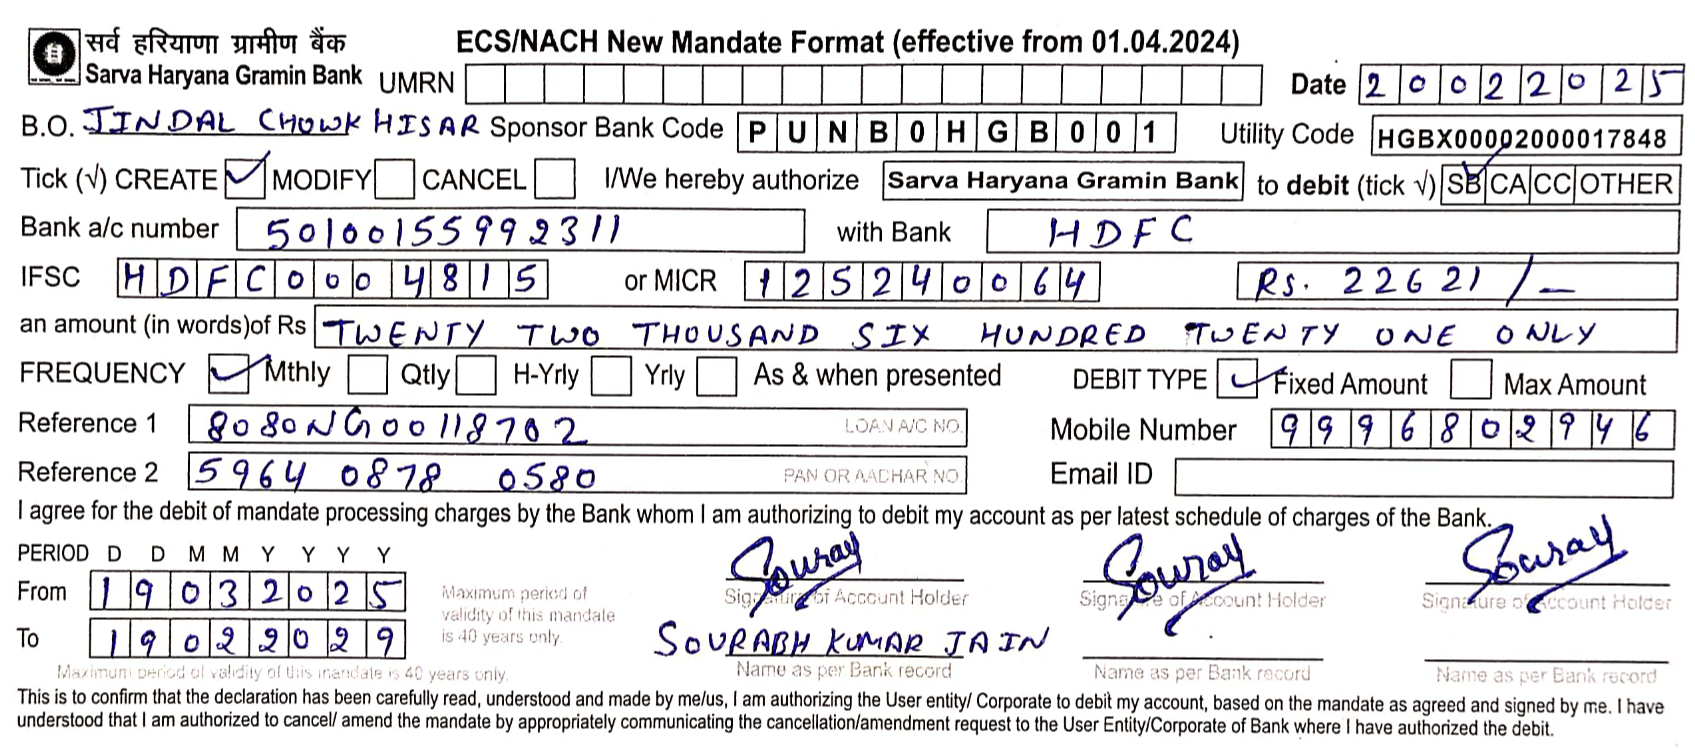 सर्व हरियाणा ग्रामीण बैंक
Sarva Haryana Gramin Bank
ECS/NACH New Mandate Format (effective from 01.04.2024)
UMRN Date 20022025
B.O. JINDAL CHOWK HISAR Sponsor Bank Code PUNB0HGB001 Utility Code HGBX00002000017848
Tick (√) CREATE MODIFY CANCEL I/We hereby authorize Sarva Haryana Gramin Bank to debit (tick √) SB CA CC OTHER
Bank a/c number 50100155992311 with Bank HDFC
IFSC HDFC0004815 or MICR 125240064 Rs. 22621/-
an amount (in words)of Rs TWENTY TWO THOUSAND SIX HUNDRED TWENTY ONE ONLY
FREQUENCY Mthly Qtly H-Yrly Yrly As & when presented DEBIT TYPE Fixed Amount Max Amount
Reference 1 8080NG00118702 LOAN A/C NO. Mobile Number 9996802946
Reference 2 5964 0878 0580 PAN OR AADHAR NO. Email ID
I agree for the debit of mandate processing charges by the Bank whom I am authorizing to debit my account as per latest schedule of charges of the Bank.
PERIOD D D M M Y Y Y Y
From 19032025
To 19022029
Maximum period of
validity of this mandate
is 40 years only.
Maximum period of validity of this mandate is 40 years only.
Sourav Sourav Sourav
Signature of Account Holder Signature of Account Holder Signature of Account Holder
SOURABH KUMAR JAIN
Name as per Bank record Name as per Bank record Name as per Bank record
This is to confirm that the declaration has been carefully read, understood and made by me/us, I am authorizing the User entity/ Corporate to debit my account, based on the mandate as agreed and signed by me. I have
understood that I am authorized to cancel/ amend the mandate by appropriately communicating the cancellation/amendment request to the User Entity/Corporate of Bank where I have authorized the debit.